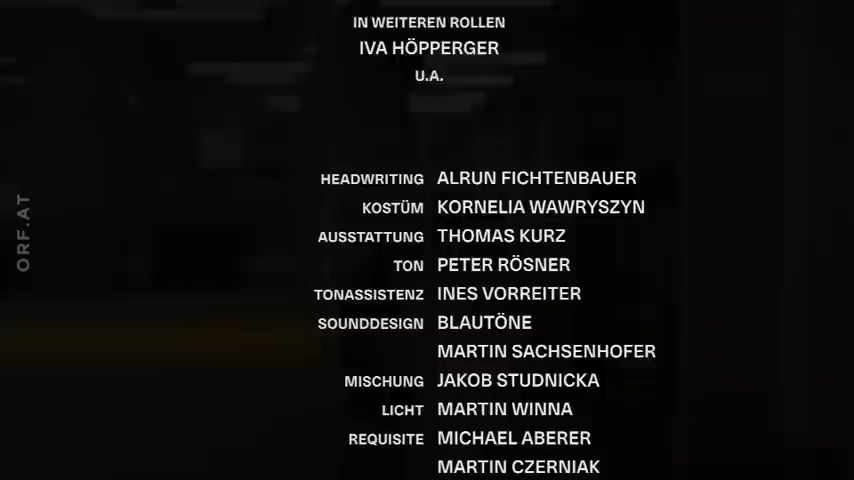 IN WEITEREN ROLLEN
IVA HÖPPERGER
U.A.
HEADWRITING ALRUN FICHTENBAUER
KOSTÜM KORNELIA WAWRYSZYN
AUSSTATTUNG THOMAS KURZ
TON PETER RÖSNER
TONASSISTENZ INES VORREITER
SOUNDDESIGN BLAUTÖNE
MARTIN SACHSENHOFER
MISCHUNG JAKOB STUDNICKA
LICHT MARTIN WINNA
REQUISITE MICHAEL ABERER
MARTIN CZERNIAK
ORF.AT